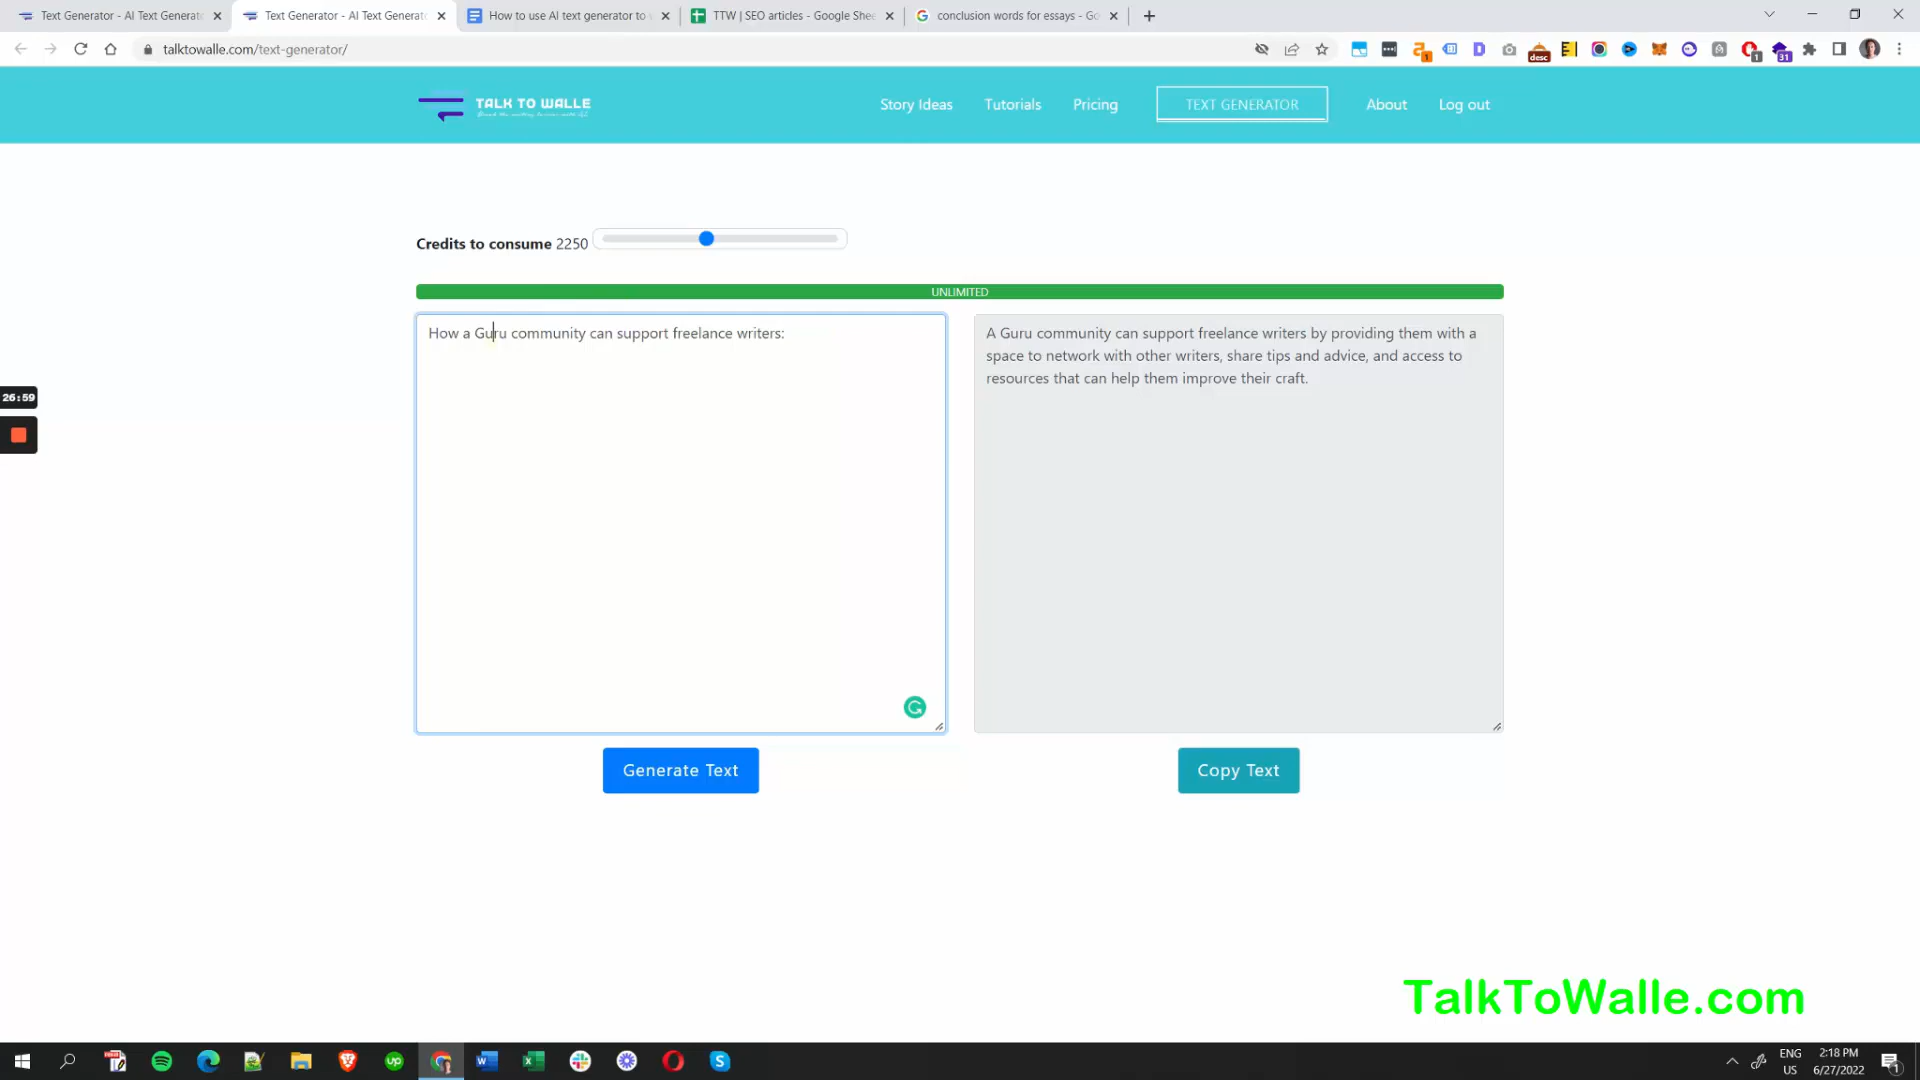 Text Generator - AI Text Generat
Text Generator - AI Text Generat
How to use AI text generator to
TTW | SEO articles - Google Shee
conclusion words for essays - Go
talktowalle.com/text-generator/
desc
1
31
TALK TO WALLE
Story Ideas
Tutorials
Pricing
TEXT GENERATOR
About
Log out
Credits to consume 2250
UNLIMITED
How a Guru community can support freelance writers:
A Guru community can support freelance writers by providing them with a
space to network with other writers, share tips and advice, and access to
resources that can help them improve their craft.
26:59
Generate Text
Copy Text
TalkToWalle.com
ENG
US
2:18 PM
6/27/2022
1